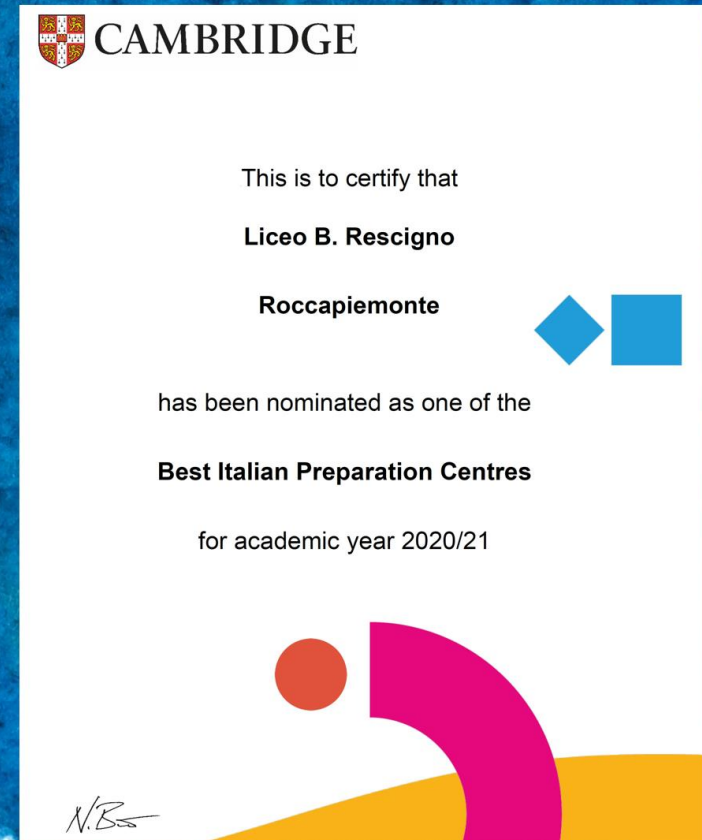 CAMBRIDGE
This is to certify that
Liceo B. Rescigno
Roccapiemonte
has been nominated as one of the
Best Italian Preparation Centres
for academic year 2020/21